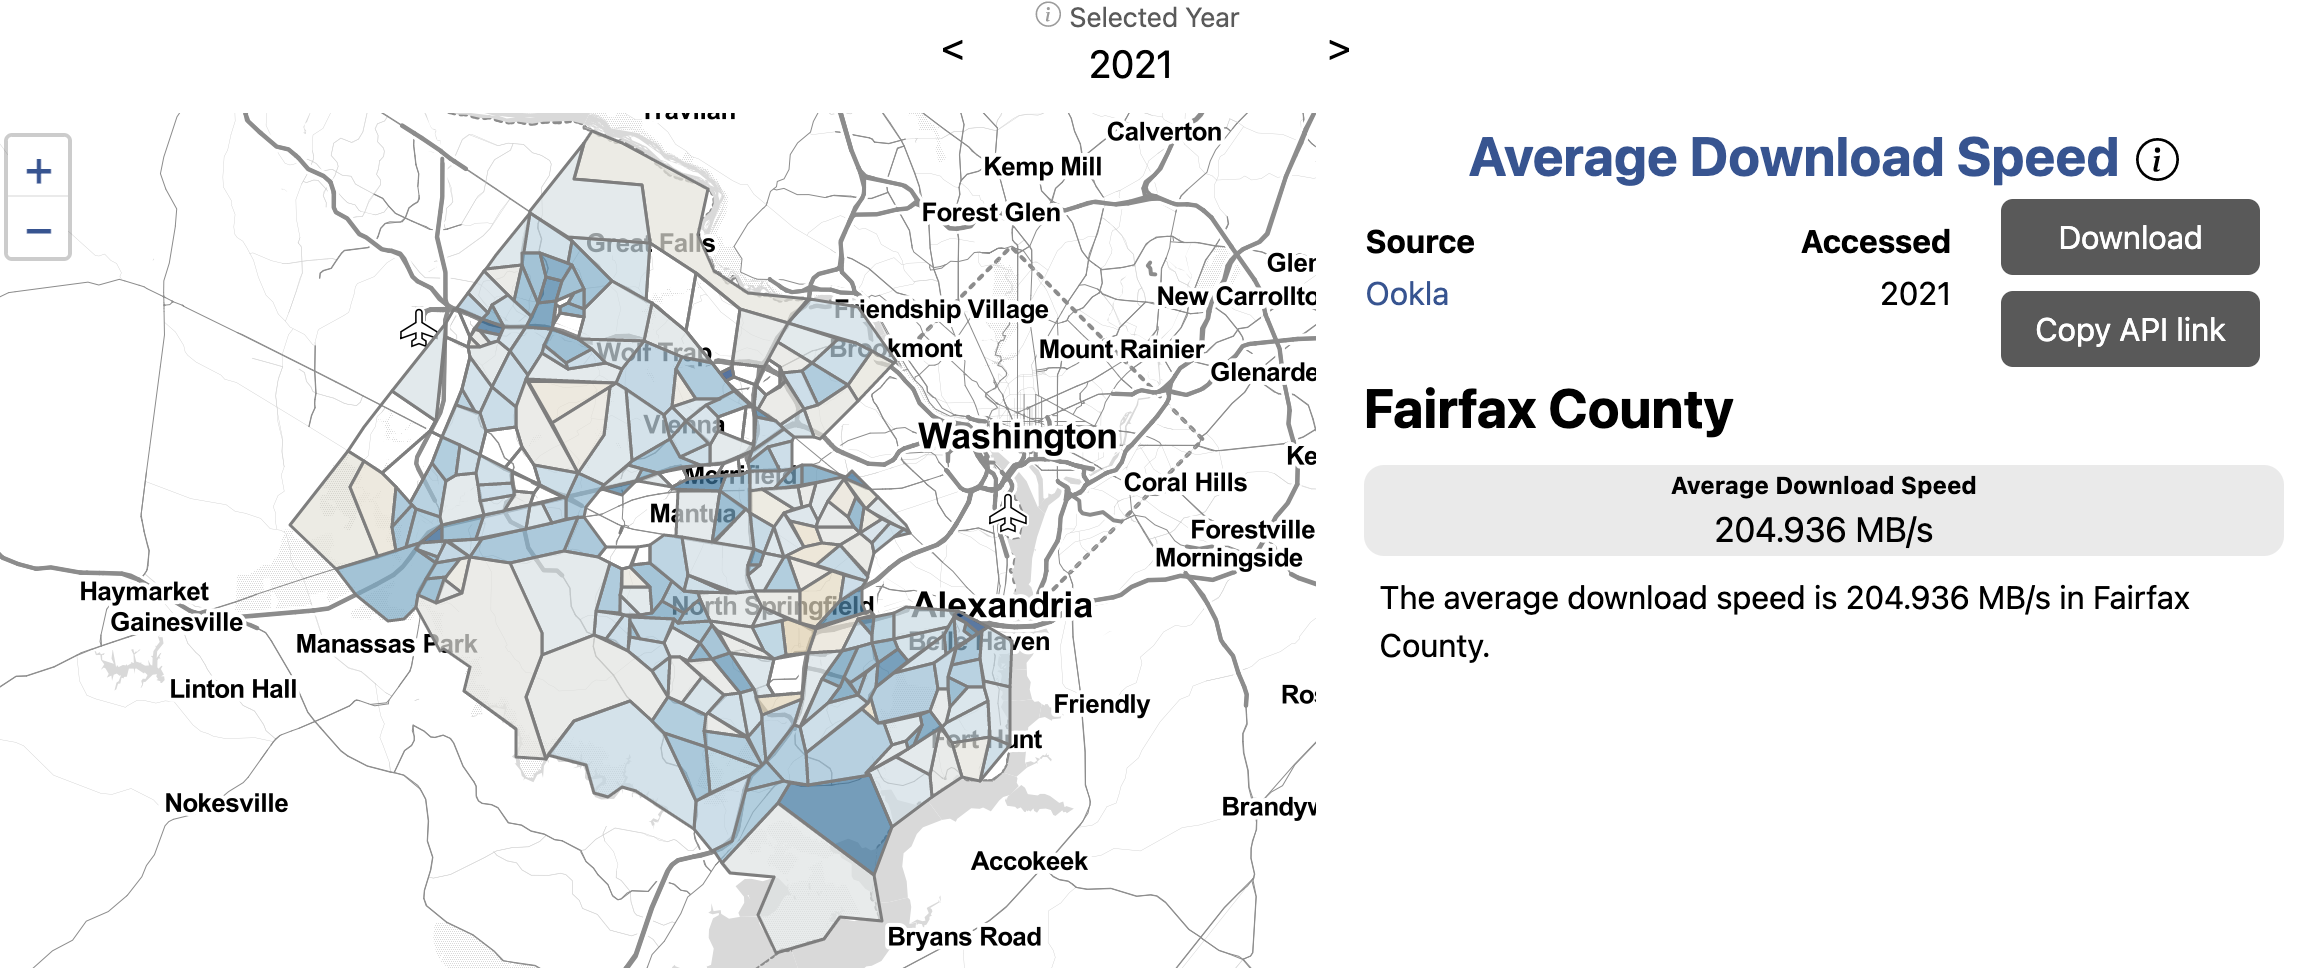 ⓘ Selected Year
< 2021 >
+
−
Travilah
Calverton
Kemp Mill
Forest Glen
Great Falls
Friendship Village
New Carrollto
Brookmont
Mount Rainier
Wolf Trap
Glenarde
Vienna
Washington
Merrifield
Coral Hills
Mantua
Forestville
Morningside
Haymarket
Gainesville
North Springfield
Alexandria
Manassas Park
Belle Haven
Linton Hall
Friendly
Fort Hunt
Nokesville
Brandyw
Accokeek
Bryans Road
Average Download Speed ⓘ
Source
Ookla
Accessed
2021
Download
Copy API link
Fairfax County
Average Download Speed
204.936 MB/s
The average download speed is 204.936 MB/s in Fairfax
County.